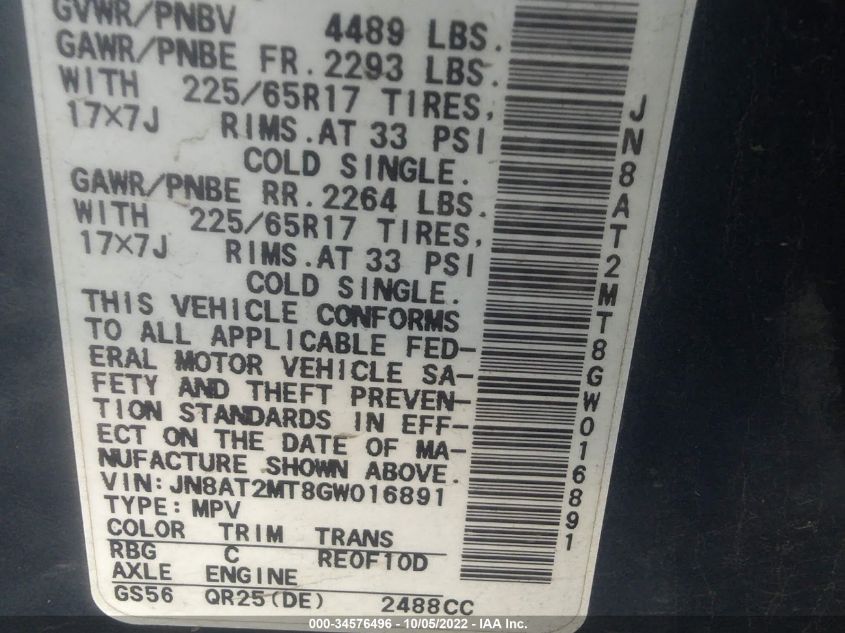 GVWR/PNBV 4489 LBS.
GAWR/PNBE FR. 2293 LBS.
WITH 225/65R17 TIRES,
17×7J RIMS. AT 33 PSI
COLD SINGLE.
GAWR/PNBE RR. 2264 LBS.
WITH 225/65R17 TIRES,
17×7J RIMS. AT 33 PSI
COLD SINGLE.
THIS VEHICLE CONFORMS
TO ALL APPLICABLE FED-
ERAL MOTOR VEHICLE SA-
FETY AND THEFT PREVEN-
TION STANDARDS IN EFF-
ECT ON THE DATE OF MA-
NUFACTURE SHOWN ABOVE.
VIN: JN8AT2MT8GW016891
TYPE: MPV
COLOR TRIM TRANS
RBG C RE0F10D
AXLE ENGINE
GS56 QR25(DE) 2488CC
JN8AT2MT8GW016891
000-34576496 - 10/05/2022 - IAA Inc.